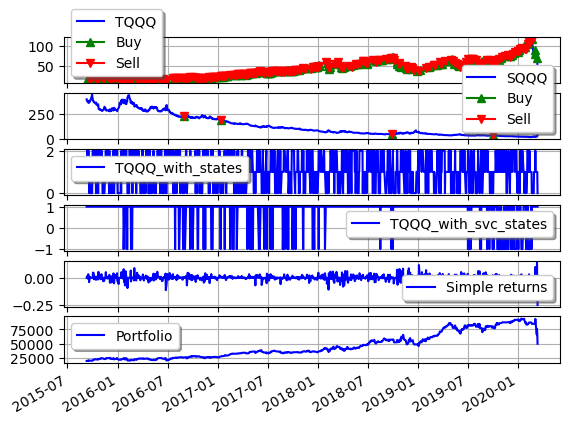 TQQQ
Buy
Sell
100
50
SQQQ
Buy
Sell
250
0
2
0
TQQQ_with_states
1
0
−1
TQQQ_with_svc_states
0.00
−0.25
Simple returns
75000
50000
25000
Portfolio
2015-07
2016-01
2016-07
2017-01
2017-07
2018-01
2018-07
2019-01
2019-07
2020-01